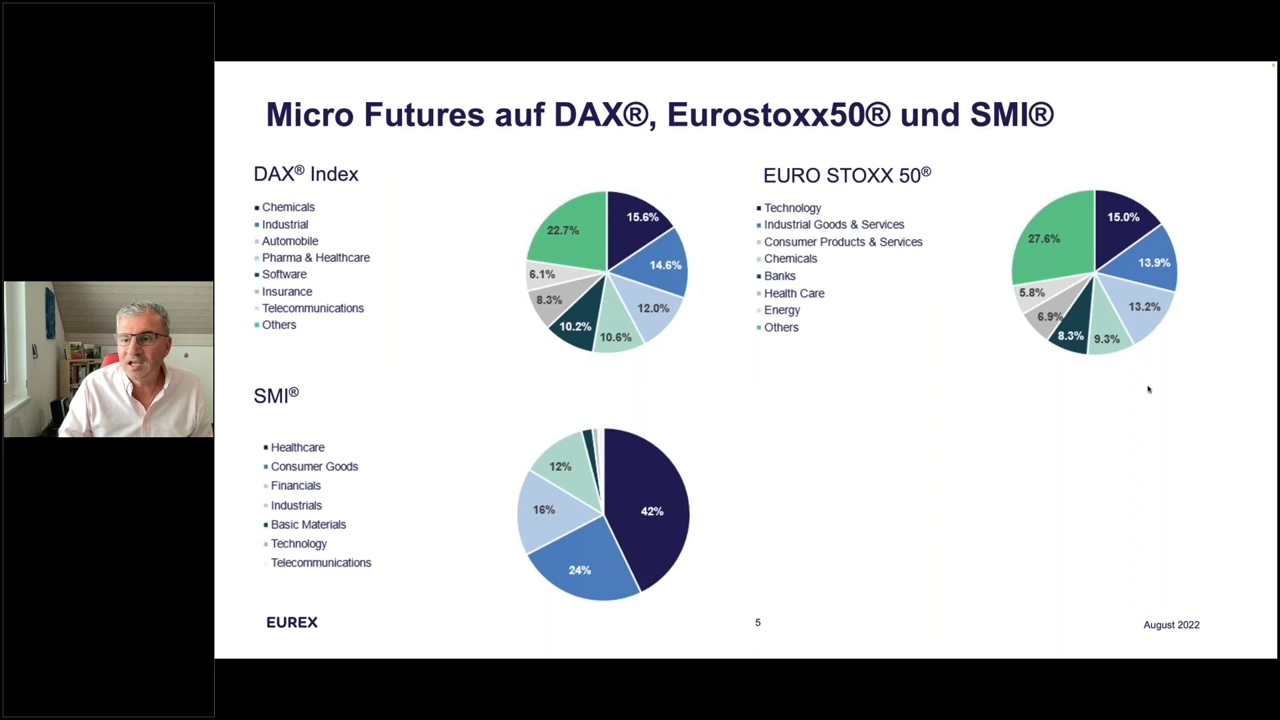 Micro Futures auf DAX®, Eurostoxx50® und SMI®
DAX® Index
Chemicals
Industrial
Automobile
Pharma & Healthcare
Software
Insurance
Telecommunications
Others
15.6%
14.6%
12.0%
10.6%
10.2%
8.3%
6.1%
22.7%
EURO STOXX 50®
Technology
Industrial Goods & Services
Consumer Products & Services
Chemicals
Banks
Health Care
Energy
Others
15.0%
13.9%
13.2%
9.3%
8.3%
6.9%
5.8%
27.6%
SMI®
Healthcare
Consumer Goods
Financials
Industrials
Basic Materials
Technology
Telecommunications
42%
24%
16%
12%
EUREX
5
August 2022